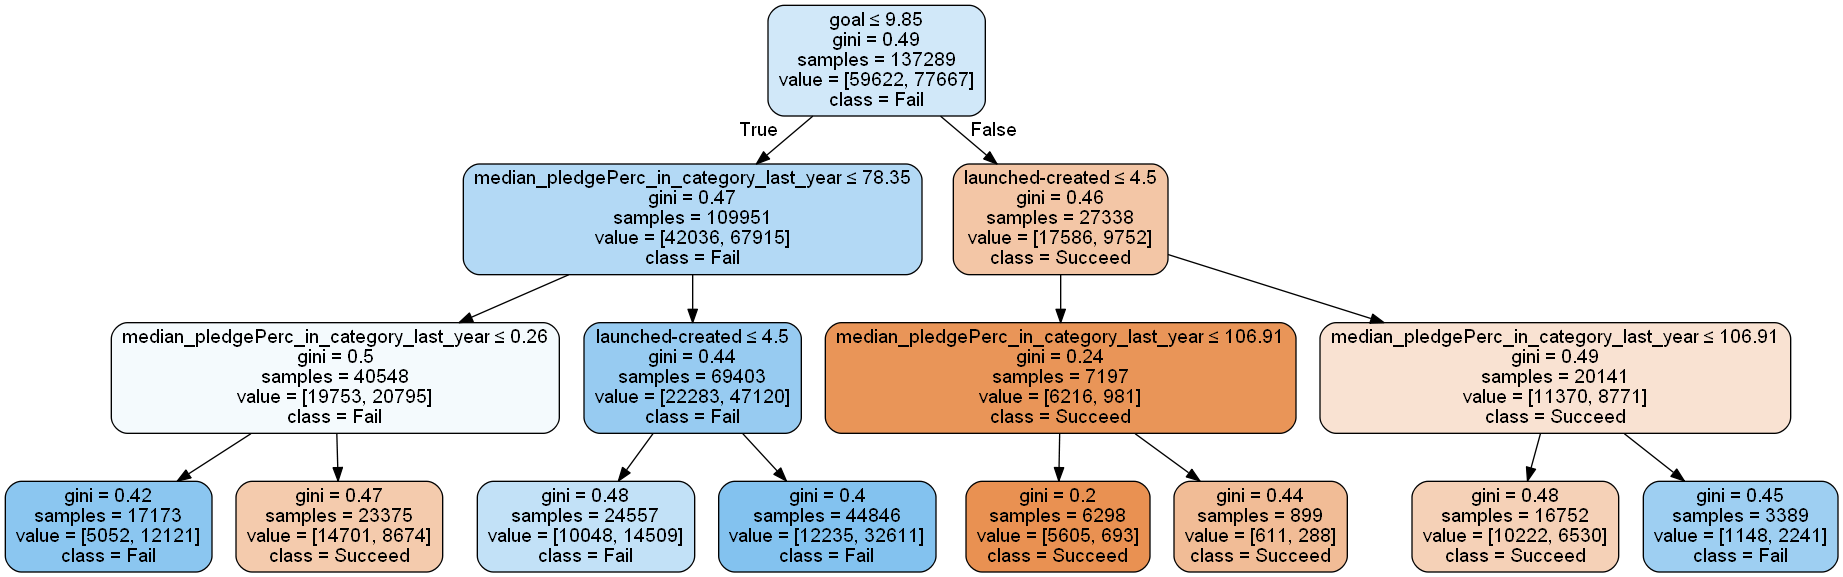 goal ≤ 9.85
gini = 0.49
samples = 137289
value = [59622, 77667]
class = Fail
True
False
median_pledgePerc_in_category_last_year ≤ 78.35
gini = 0.47
samples = 109951
value = [42036, 67915]
class = Fail
launched-created ≤ 4.5
gini = 0.46
samples = 27338
value = [17586, 9752]
class = Succeed
median_pledgePerc_in_category_last_year ≤ 0.26
gini = 0.5
samples = 40548
value = [19753, 20795]
class = Fail
launched-created ≤ 4.5
gini = 0.44
samples = 69403
value = [22283, 47120]
class = Fail
median_pledgePerc_in_category_last_year ≤ 106.91
gini = 0.24
samples = 7197
value = [6216, 981]
class = Succeed
median_pledgePerc_in_category_last_year ≤ 106.91
gini = 0.49
samples = 20141
value = [11370, 8771]
class = Succeed
gini = 0.42
samples = 17173
value = [5052, 12121]
class = Fail
gini = 0.47
samples = 23375
value = [14701, 8674]
class = Succeed
gini = 0.48
samples = 24557
value = [10048, 14509]
class = Fail
gini = 0.4
samples = 44846
value = [12235, 32611]
class = Fail
gini = 0.2
samples = 6298
value = [5605, 693]
class = Succeed
gini = 0.44
samples = 899
value = [611, 288]
class = Succeed
gini = 0.48
samples = 16752
value = [10222, 6530]
class = Succeed
gini = 0.45
samples = 3389
value = [1148, 2241]
class = Fail